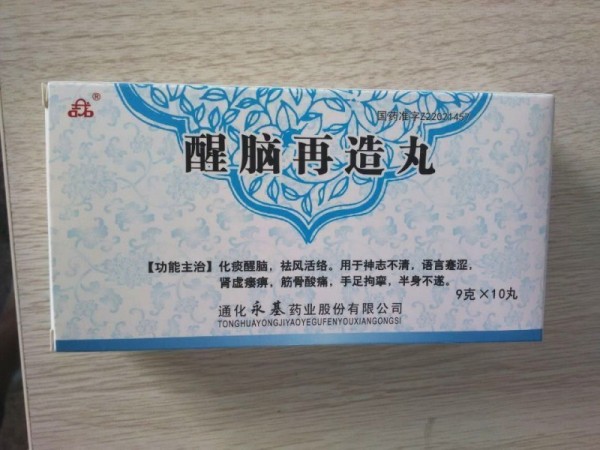 ®
国药准字Z2202145
醒脑再造丸
【功能主治】化痰醒脑，祛风活络。用于神志不清，语言蹇涩，
肾虚痿痹，筋骨酸痛，手足拘挛，半身不遂。
9克×10丸
通化永基药业股份有限公司
TONGHUAYONGJIYAOYEGUFENYOUXIANGONGSI